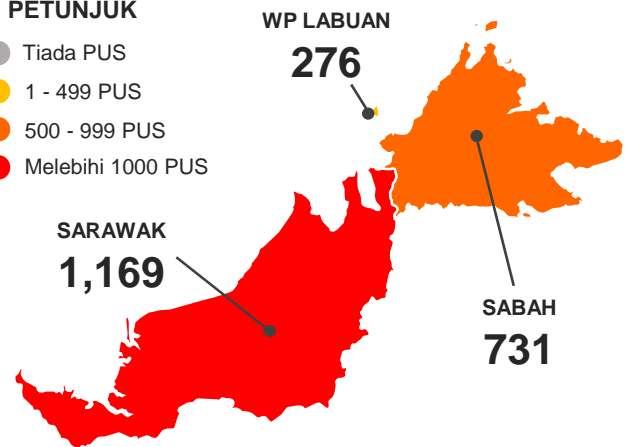 PETUNJUK
Tiada PUS
1 - 499 PUS
500 - 999 PUS
Melebihi 1000 PUS
WP LABUAN
276
SARAWAK
1,169
SABAH
731